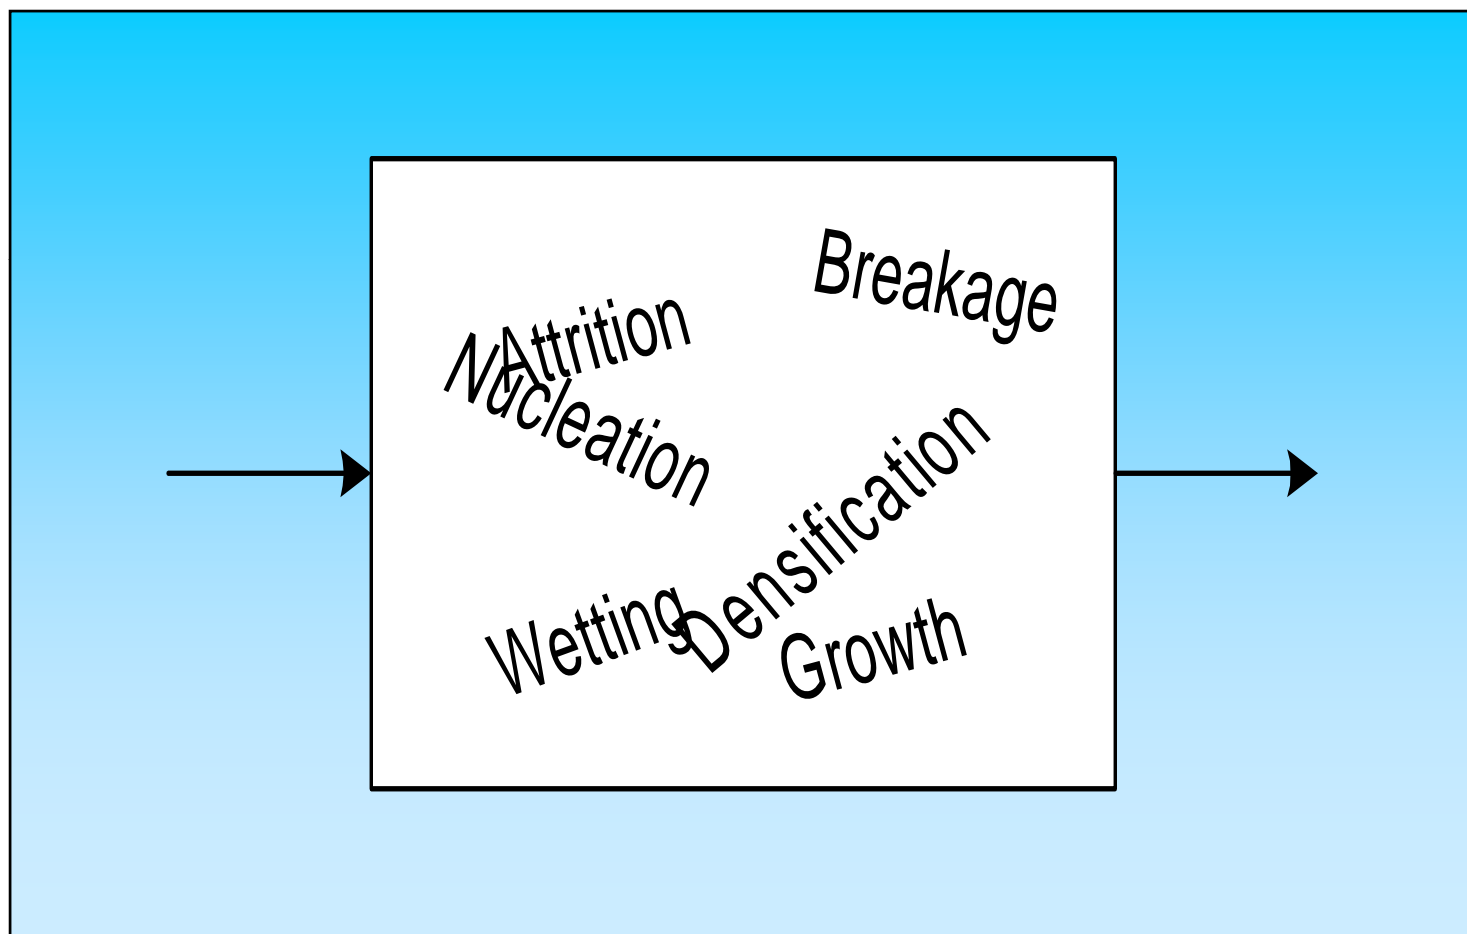 Breakage
Attrition
Nucleation
Densification
Wetting
Growth